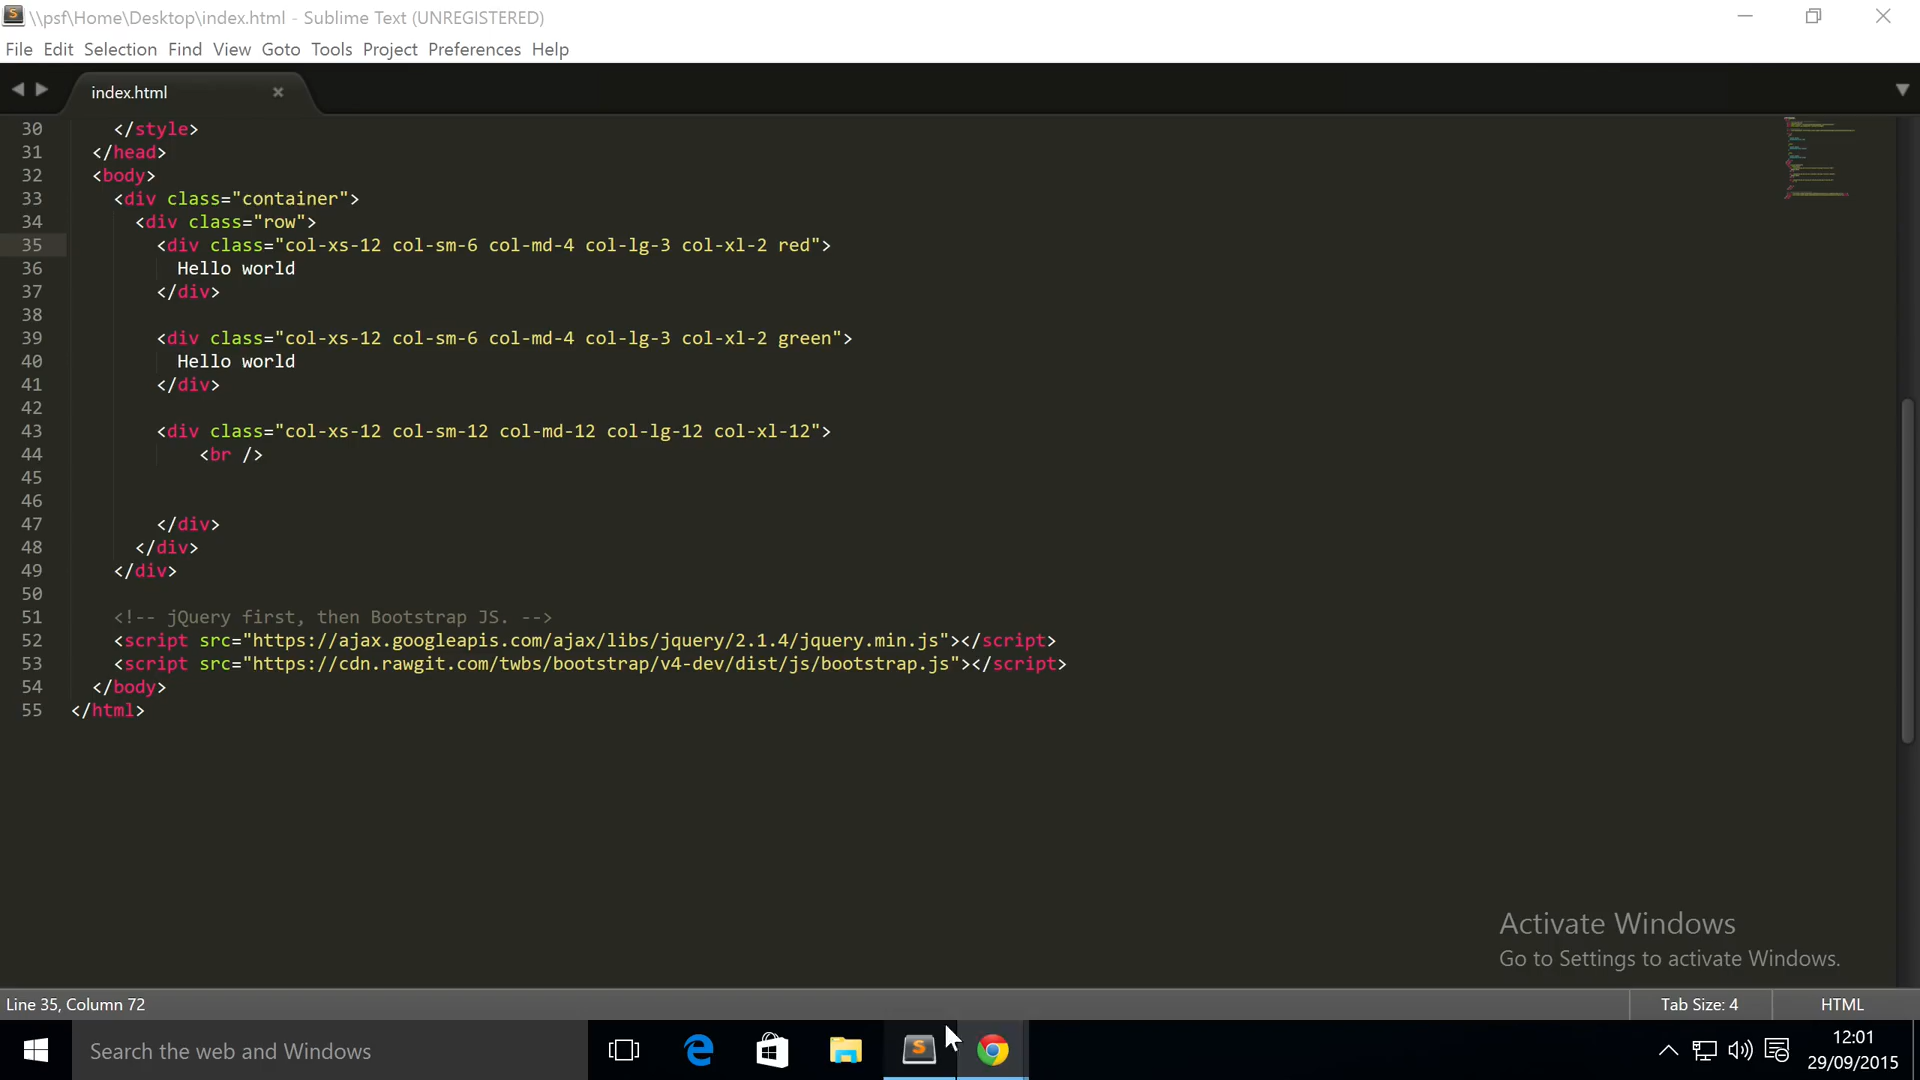 \\psf\Home\Desktop\index.html - Sublime Text (UNREGISTERED)
File Edit Selection Find View Goto Tools Project Preferences Help
index.html
30 </style>
31 </head>
32 <body>
33 <div class="container">
34 <div class="row">
35 <div class="col-xs-12 col-sm-6 col-md-4 col-lg-3 col-xl-2 red">
36 Hello world
37 </div>
38
39 <div class="col-xs-12 col-sm-6 col-md-4 col-lg-3 col-xl-2 green">
40 Hello world
41 </div>
42
43 <div class="col-xs-12 col-sm-12 col-md-12 col-lg-12 col-xl-12">
44 <br />
45
46
47 </div>
48 </div>
49 </div>
50
51 <!-- jQuery first, then Bootstrap JS. -->
52 <script src="https://ajax.googleapis.com/ajax/libs/jquery/2.1.4/jquery.min.js"></script>
53 <script src="https://cdn.rawgit.com/twbs/bootstrap/v4-dev/dist/js/bootstrap.js"></script>
54 </body>
55 </html>
Activate Windows
Go to Settings to activate Windows.
Line 35, Column 72
Tab Size: 4
HTML
Search the web and Windows
12:01
29/09/2015